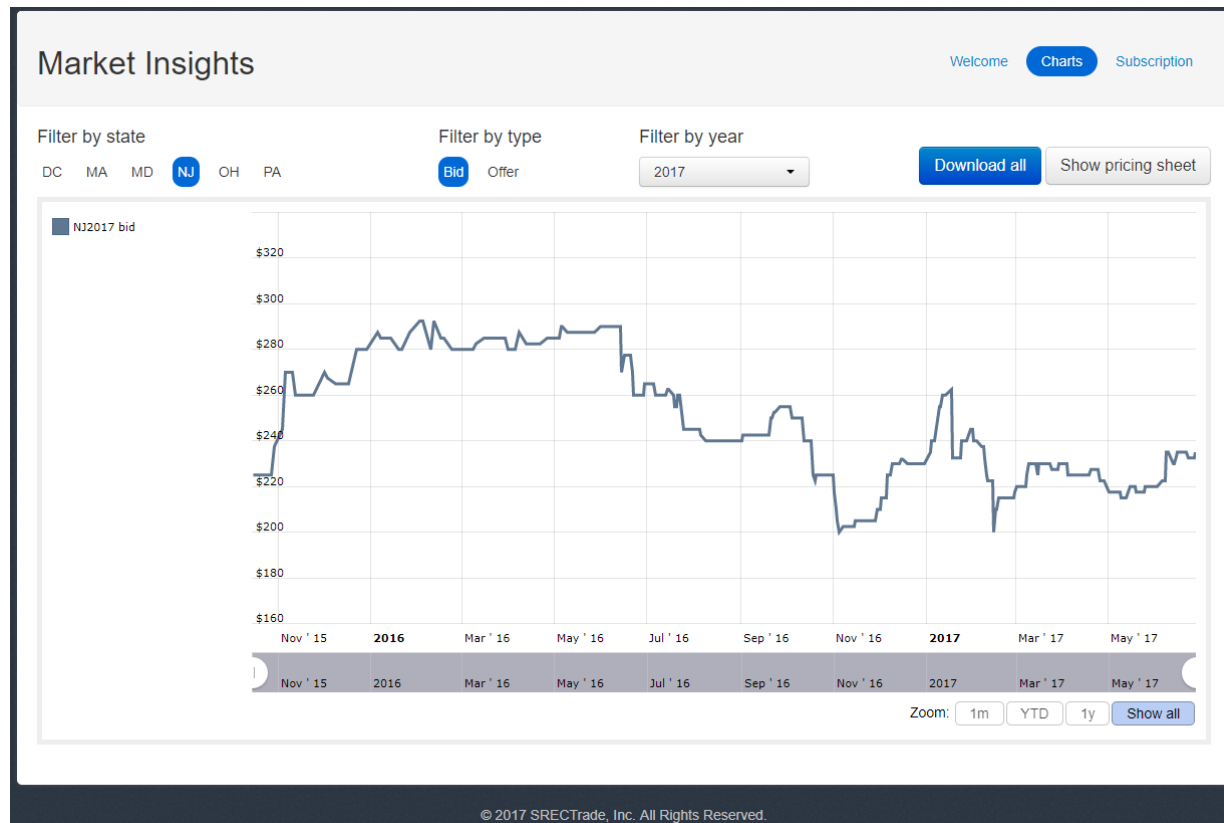 Market Insights
Welcome Charts Subscription
Filter by state Filter by type Filter by year
DC MA MD NJ OH PA Bid Offer 2017 Download all Show pricing sheet
NJ2017 bid
$320
$300
$280
$260
$240
$220
$200
$180
$160
Nov ' 15 2016 Mar ' 16 May ' 16 Jul ' 16 Sep ' 16 Nov ' 16 2017 Mar ' 17 May ' 17
Nov ' 15 2016 Mar ' 16 May ' 16 Jul ' 16 Sep ' 16 Nov ' 16 2017 Mar ' 17 May ' 17
Zoom: 1m YTD 1y Show all
© 2017 SRECTrade, Inc. All Rights Reserved.